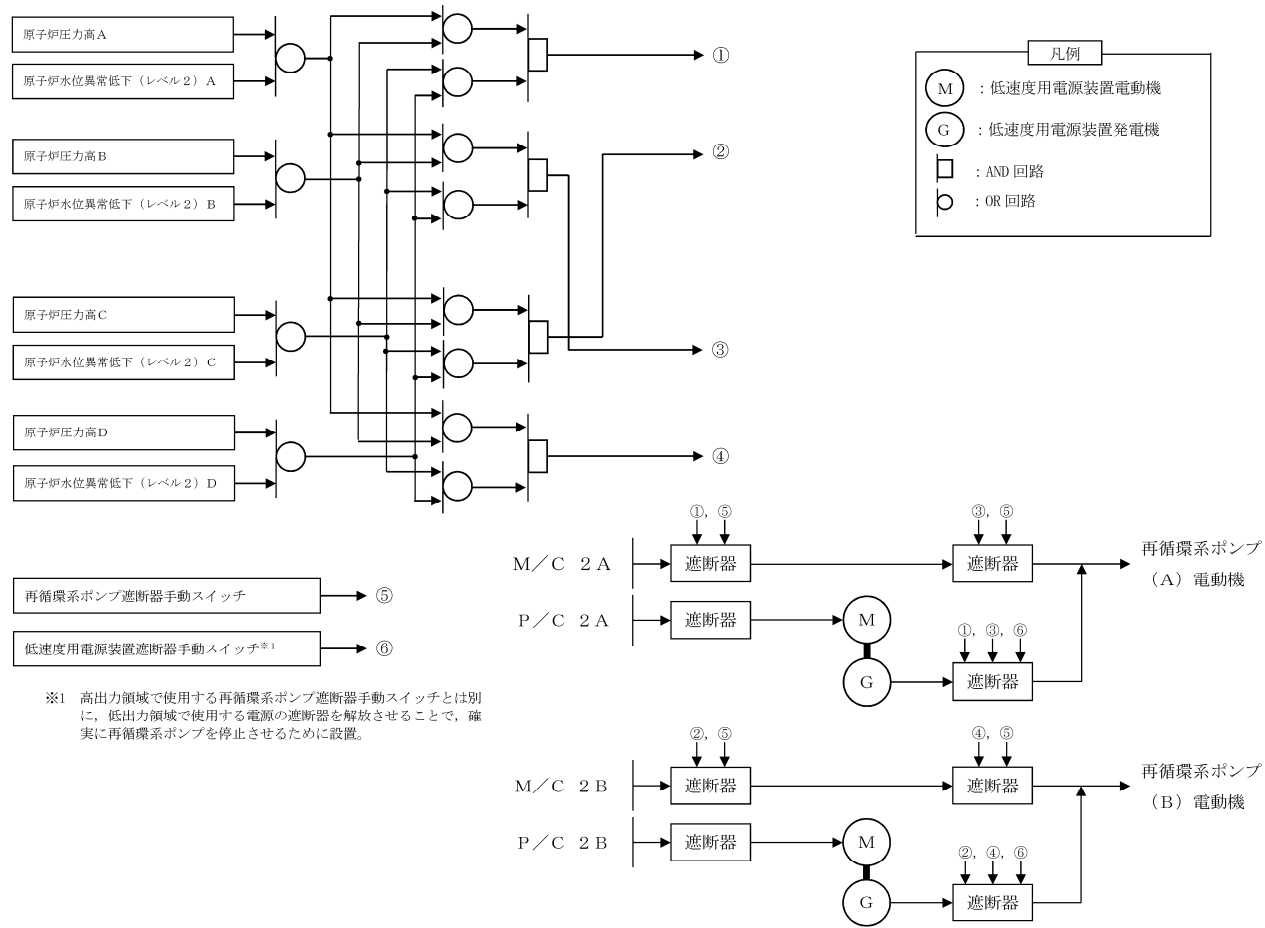 原子炉圧力高A
原子炉水位異常低下（レベル２）A
原子炉圧力高B
原子炉水位異常低下（レベル２）B
原子炉圧力高C
原子炉水位異常低下（レベル２）C
原子炉圧力高D
原子炉水位異常低下（レベル２）D
①
②
③
④
凡例
M ：低速度用電源装置電動機
G ：低速度用電源装置発電機
：AND 回路
：OR 回路
再循環系ポンプ遮断器手動スイッチ
⑤
低速度用電源装置遮断器手動スイッチ※1
⑥
※1 高出力領域で使用する再循環系ポンプ遮断器手動スイッチとは別
に，低出力領域で使用する電源の遮断器を解放させることで，確
実に再循環系ポンプを停止させるために設置。
①，⑤
③，⑤
M／C ２A
遮断器
遮断器
再循環系ポンプ
（A）電動機
P／C ２A
遮断器
M
①，③，⑥
G
遮断器
②，⑤
④，⑤
M／C ２B
遮断器
遮断器
再循環系ポンプ
（B）電動機
P／C ２B
遮断器
M
②，④，⑥
G
遮断器